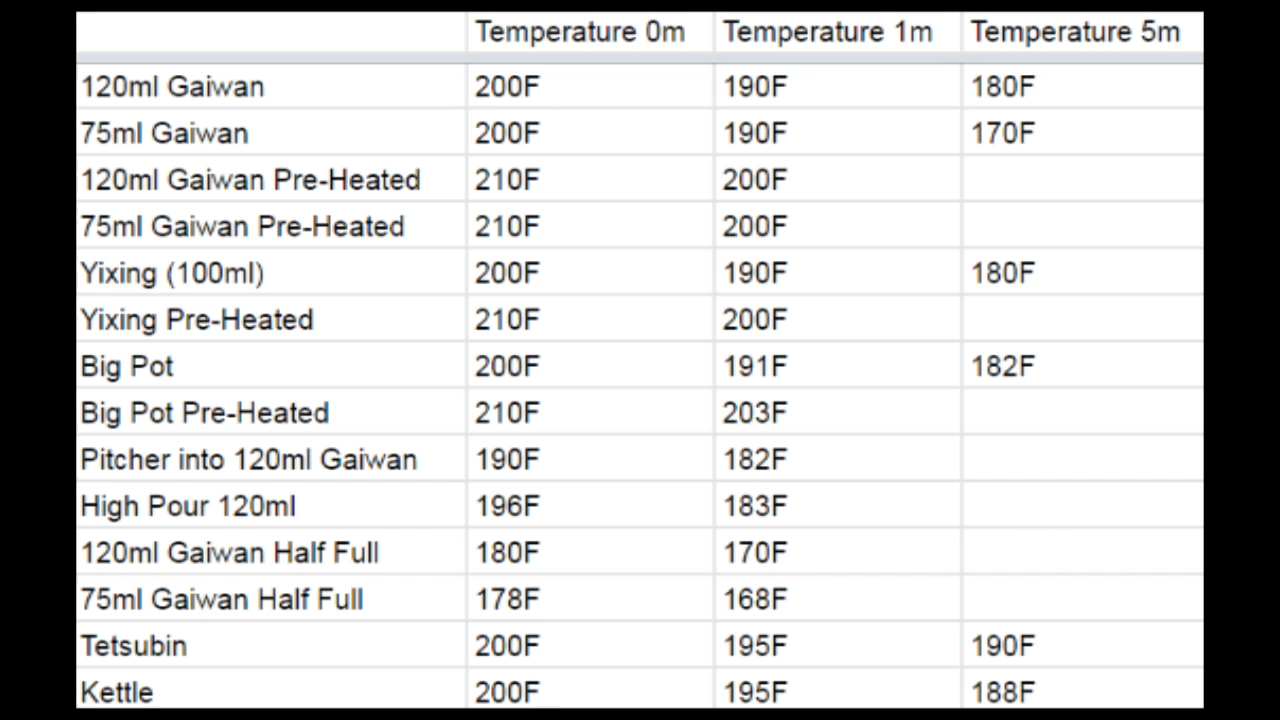 Temperature 0m Temperature 1m Temperature 5m
120ml Gaiwan 200F 190F 180F
75ml Gaiwan 200F 190F 170F
120ml Gaiwan Pre-Heated 210F 200F
75ml Gaiwan Pre-Heated 210F 200F
Yixing (100ml) 200F 190F 180F
Yixing Pre-Heated 210F 200F
Big Pot 200F 191F 182F
Big Pot Pre-Heated 210F 203F
Pitcher into 120ml Gaiwan 190F 182F
High Pour 120ml 196F 183F
120ml Gaiwan Half Full 180F 170F
75ml Gaiwan Half Full 178F 168F
Tetsubin 200F 195F 190F
Kettle 200F 195F 188F